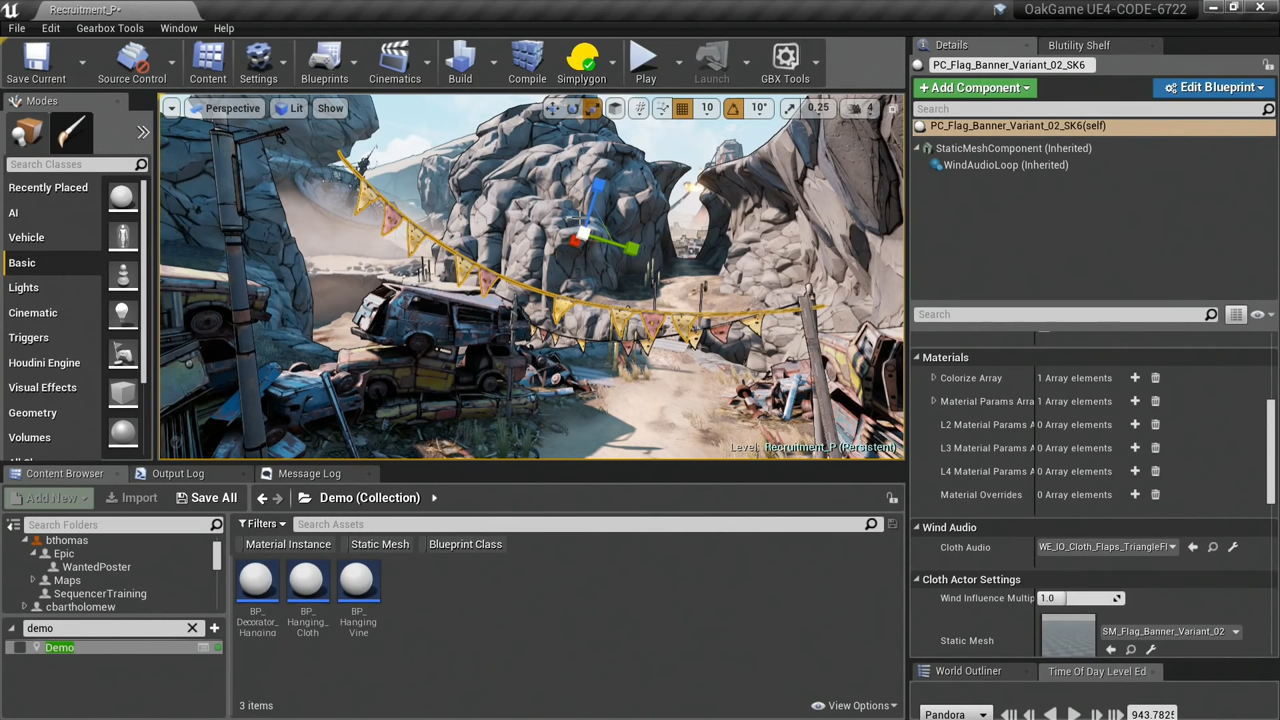 Recruitment_P•
OakGame UE4-CODE-6722
File Edit Gearbox Tools Window Help
Save Current Source Control Content Settings Blueprints Cinematics Build Compile Simplygon Play Launch GBX Tools
Modes
Search Classes
Recently Placed
AI
Vehicle
Basic
Lights
Cinematic
Triggers
Houdini Engine
Visual Effects
Geometry
Volumes
Perspective Lit Show 10 10° 0.25 4
Level: Recruitment_P (Persistent)
Details Blutility Shelf
PC_Flag_Banner_Variant_02_SK6
Add Component Edit Blueprint
Search
PC_Flag_Banner_Variant_02_SK6(self)
StaticMeshComponent (Inherited)
WindAudioLoop (Inherited)
Search
Materials
Colorize Array 1 Array elements
Material Params Arra 1 Array elements
L2 Material Params A 0 Array elements
L3 Material Params A 0 Array elements
L4 Material Params A 0 Array elements
Material Overrides 0 Array elements
Wind Audio
Cloth Audio WE_IO_Cloth_Flaps_TriangleFl
Cloth Actor Settings
Wind Influence Multip 1.0
Static Mesh SM_Flag_Banner_Variant_02
World Outliner Time Of Day Level Ed
Pandora 943.7825
Content Browser Output Log Message Log
Add New Import Save All Demo (Collection)
Search Folders
bthomas
Epic
WantedPoster
Maps
SequencerTraining
cbartholomew
demo
Demo
Filters Search Assets
Material Instance Static Mesh Blueprint Class
BP_
Decorator_
Hanging
BP_
Hanging_
Cloth
BP_
Hanging
Vine
3 items
View Options